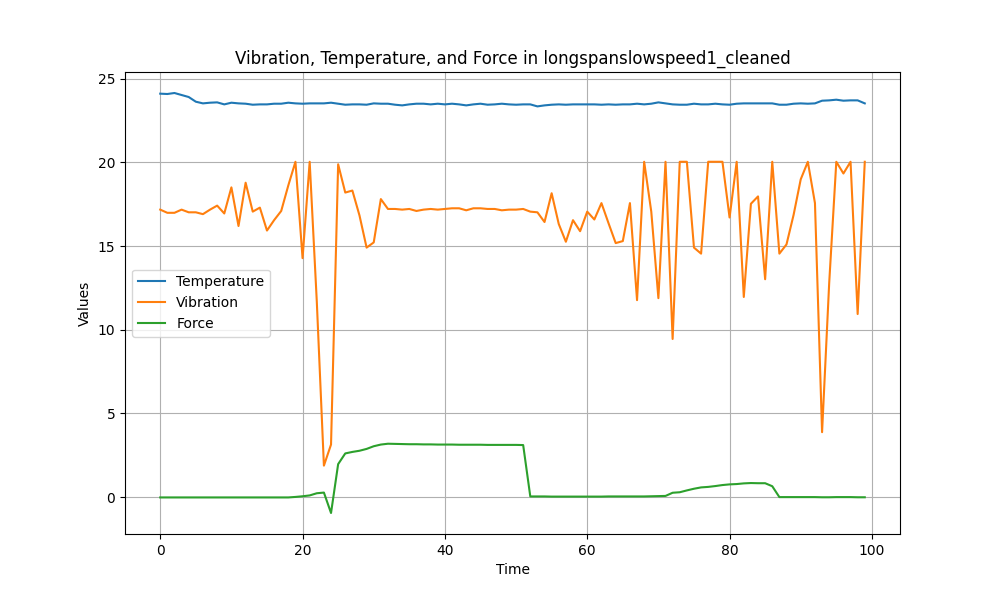 Vibration, Temperature, and Force in longspanslowspeed1_cleaned
25
20
15
10
5
0
Values
Temperature
Vibration
Force
0 20 40 60 80 100
Time